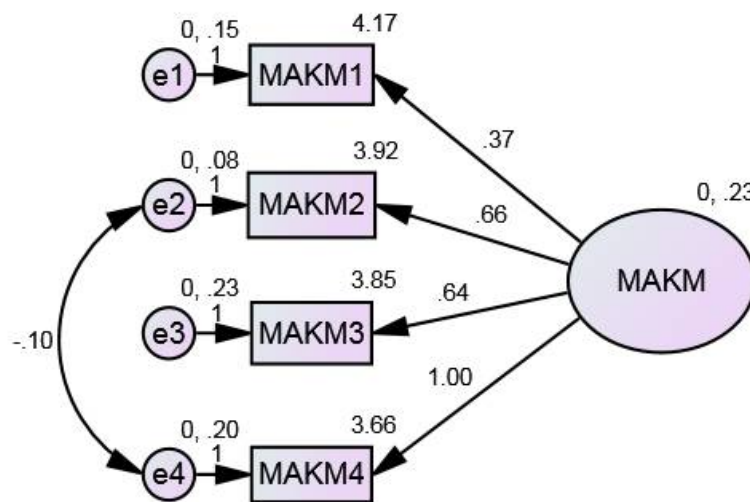 4.17
0, .15
1
e1
MAKM1
.37
3.92
0, .08
1
e2
MAKM2
.66
0, .23
MAKM
3.85
0, .23
1
e3
MAKM3
.64
-.10
1.00
3.66
0, .20
1
e4
MAKM4